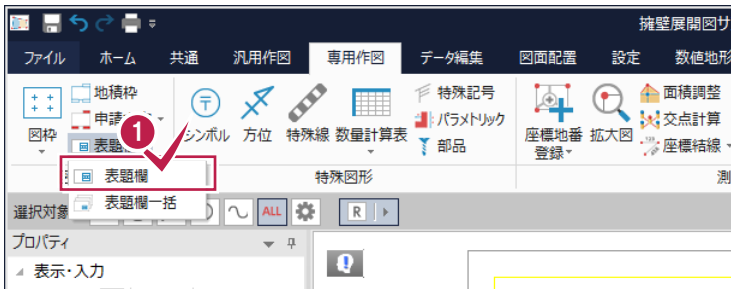 擁壁展開図サ
ファイル ホーム 共通 汎用作図 専用作図 データ編集 図面配置 設定 数値地形
地積枠 特殊記号 面積調整
申請 パラメトリック 交点計算
図枠 表題 シンボル 方位 特殊線 数量計算表 部品 座標地番登録 拡大図 座標結線
1
表題欄
特殊図形 測
表題欄一括
選択対象 ALL R
プロパティ
表示・入力